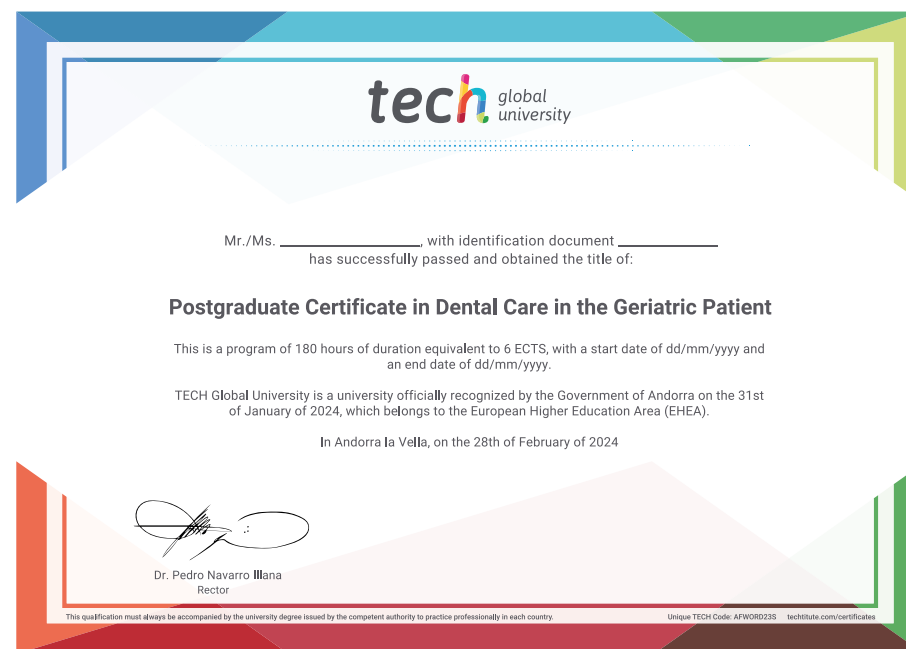 tech global
university
Mr./Ms. ____________________, with identification document ______________
has successfully passed and obtained the title of:
Postgraduate Certificate in Dental Care in the Geriatric Patient
This is a program of 180 hours of duration equivalent to 6 ECTS, with a start date of dd/mm/yyyy and
an end date of dd/mm/yyyy.
TECH Global University is a university officially recognized by the Government of Andorra on the 31st
of January of 2024, which belongs to the European Higher Education Area (EHEA).
In Andorra la Vella, on the 28th of February of 2024
Dr. Pedro Navarro Illana
Rector
This qualification must always be accompanied by the university degree issued by the competent authority to practice professionally in each country.
Unique TECH Code: AFWORD23S techtitute.com/certificates